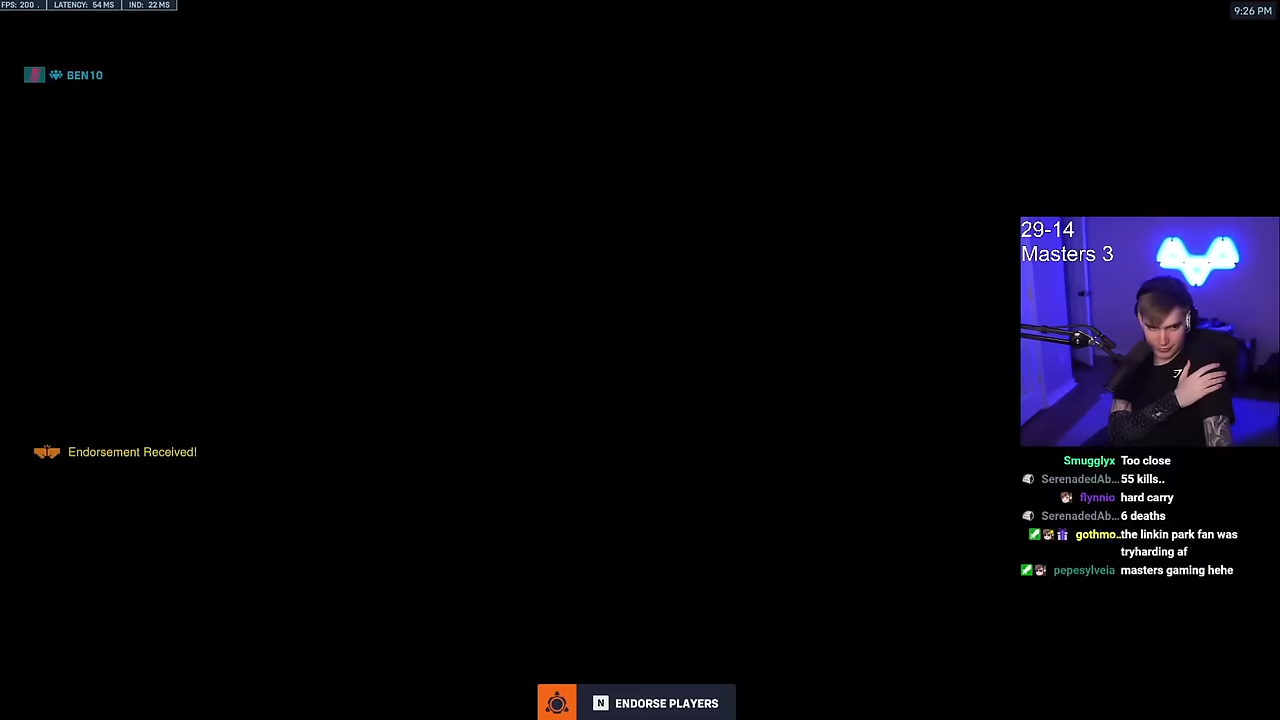 FPS: 200 . LATENCY: 54 MS IND: 22 MS
9:26 PM
BEN10
29-14
Masters 3
Endorsement Received!
Smugglyx Too close
SerenadedAb... 55 kills..
flynnio hard carry
SerenadedAb... 6 deaths
gothmo.. the linkin park fan was
tryharding af
pepesylveia masters gaming hehe
N ENDORSE PLAYERS